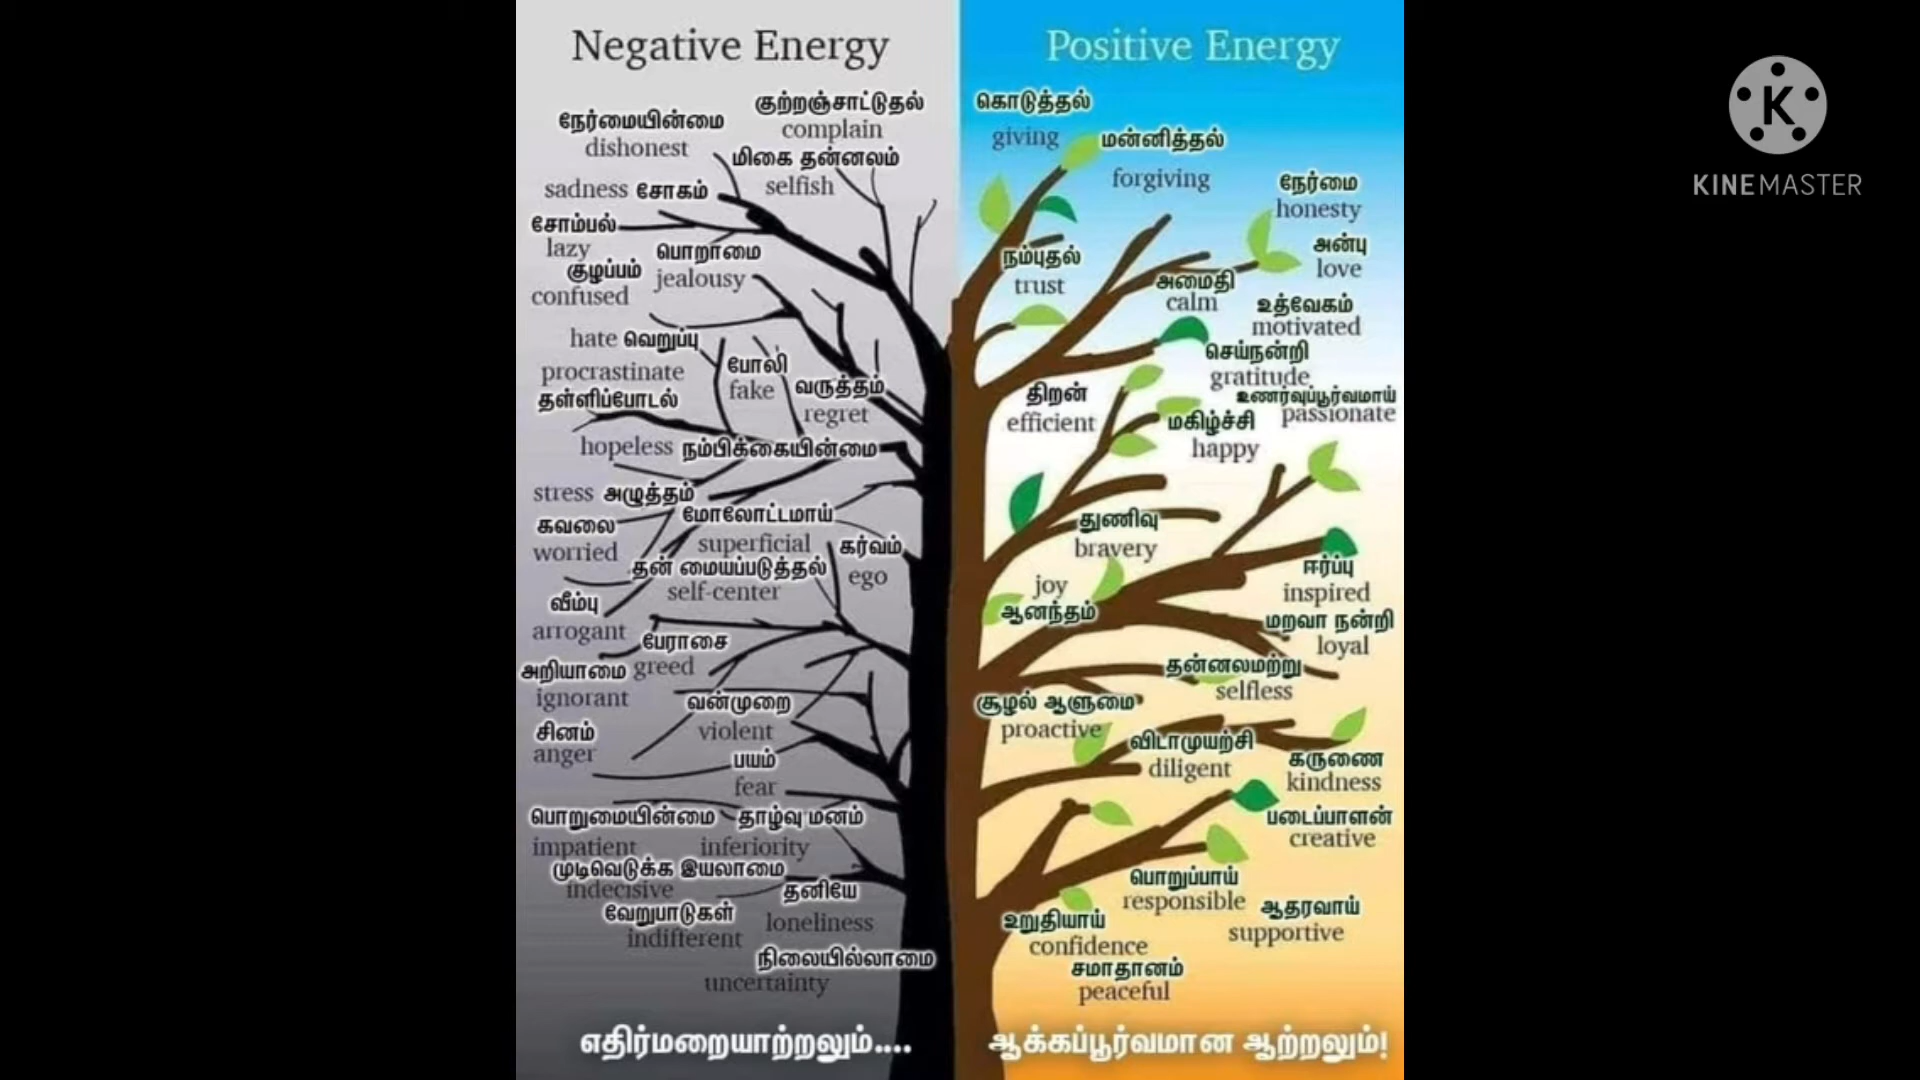 Negative Energy
குற்றஞ்சாட்டுதல்
complain
நேர்மையின்மை
dishonest
மிகை தன்னலம்
selfish
sadness சோகம்
சோம்பல்
lazy
பொறாமை
jealousy
குழப்பம்
confused
hate வெறுப்பு
procrastinate
தள்ளிப்போடல்
போலி
fake
வருத்தம்
regret
hopeless நம்பிக்கையின்மை
stress அழுத்தம்
மோலோட்டமாய்
superficial
கவலை
worried
கர்வம்
ego
தன் மையப்படுத்தல்
self-center
வீம்பு
arrogant
பேராசை
greed
அறியாமை
ignorant
வன்முறை
violent
சினம்
anger
பயம்
fear
பொறுமையின்மை
impatient
தாழ்வு மனம்
inferiority
முடிவெடுக்க இயலாமை
indecisive
தனியே
loneliness
வேறுபாடுகள்
indifferent
நிலையில்லாமை
uncertainty
எதிர்மறையாற்றலும்....
Positive Energy
கொடுத்தல்
giving
மன்னித்தல்
forgiving
நேர்மை
honesty
அன்பு
love
நம்புதல்
trust
அமைதி
calm
உத்வேகம்
motivated
செய்நன்றி
gratitude
திறன்
efficient
உணர்வுப்பூர்வமாய்
passionate
மகிழ்ச்சி
happy
துணிவு
bravery
joy
ஆனந்தம்
ஈர்ப்பு
inspired
மறவா நன்றி
loyal
தன்னலமற்று
selfless
சூழல் ஆளுமை
proactive
விடாமுயற்சி
diligent
கருணை
kindness
படைப்பாளன்
creative
பொறுப்பாய்
responsible
ஆதரவாய்
supportive
உறுதியாய்
confidence
சமாதானம்
peaceful
ஆக்கப்பூர்வமான ஆற்றலும்!
K
KINEMASTER